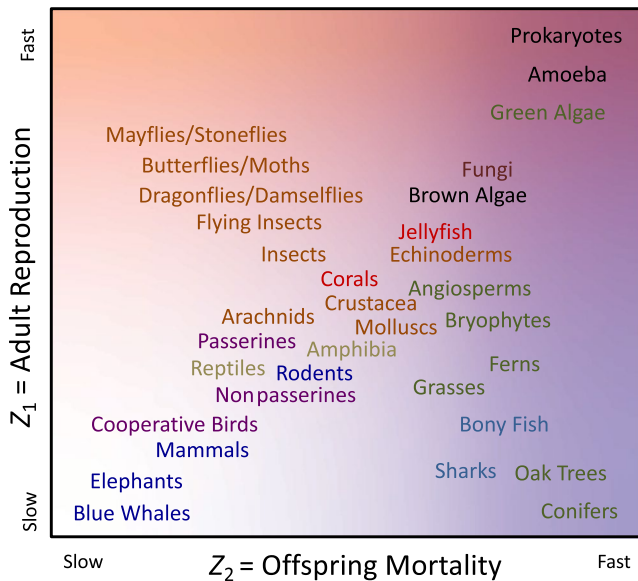 Fast
Prokaryotes
Amoeba
Green Algae
Mayflies/Stoneflies
Butterflies/Moths
Fungi
Dragonflies/Damselflies
Brown Algae
Flying Insects
Jellyfish
Insects
Echinoderms
Corals
Angiosperms
Crustacea
Arachnids
Molluscs
Bryophytes
Passerines
Amphibia
Reptiles
Rodents
Ferns
Nonpasserines
Grasses
Cooperative Birds
Bony Fish
Mammals
Sharks
Oak Trees
Elephants
Blue Whales
Conifers
Z1 = Adult Reproduction
Slow
Slow
Z2 = Offspring Mortality
Fast